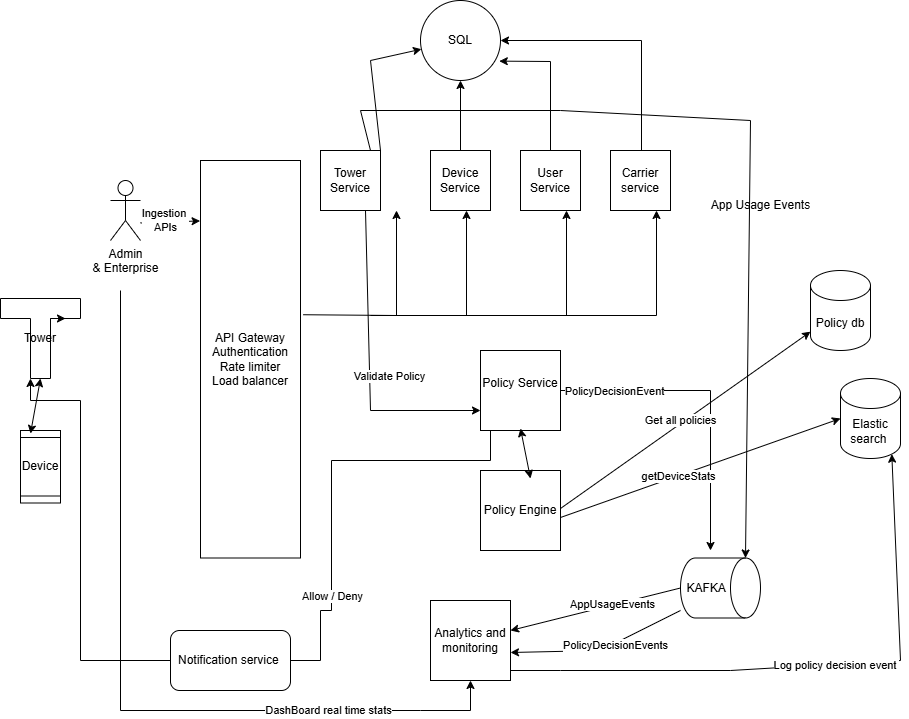 SQL
Tower
Service
Device
Service
User
Service
Carrier
service
App Usage Events
Ingestion
APIs
Admin
& Enterprise
Tower
Policy db
API Gateway
Authentication
Rate limiter
Load balancer
Validate Policy
Policy Service
PolicyDecisionEvent
Get all policies
Elastic
search
Device
getDeviceStats
Policy Engine
KAFKA
Allow / Deny
AppUsageEvents
Analytics and
monitoring
PolicyDecisionEvents
Notification service
Log policy decision event
DashBoard real time stats